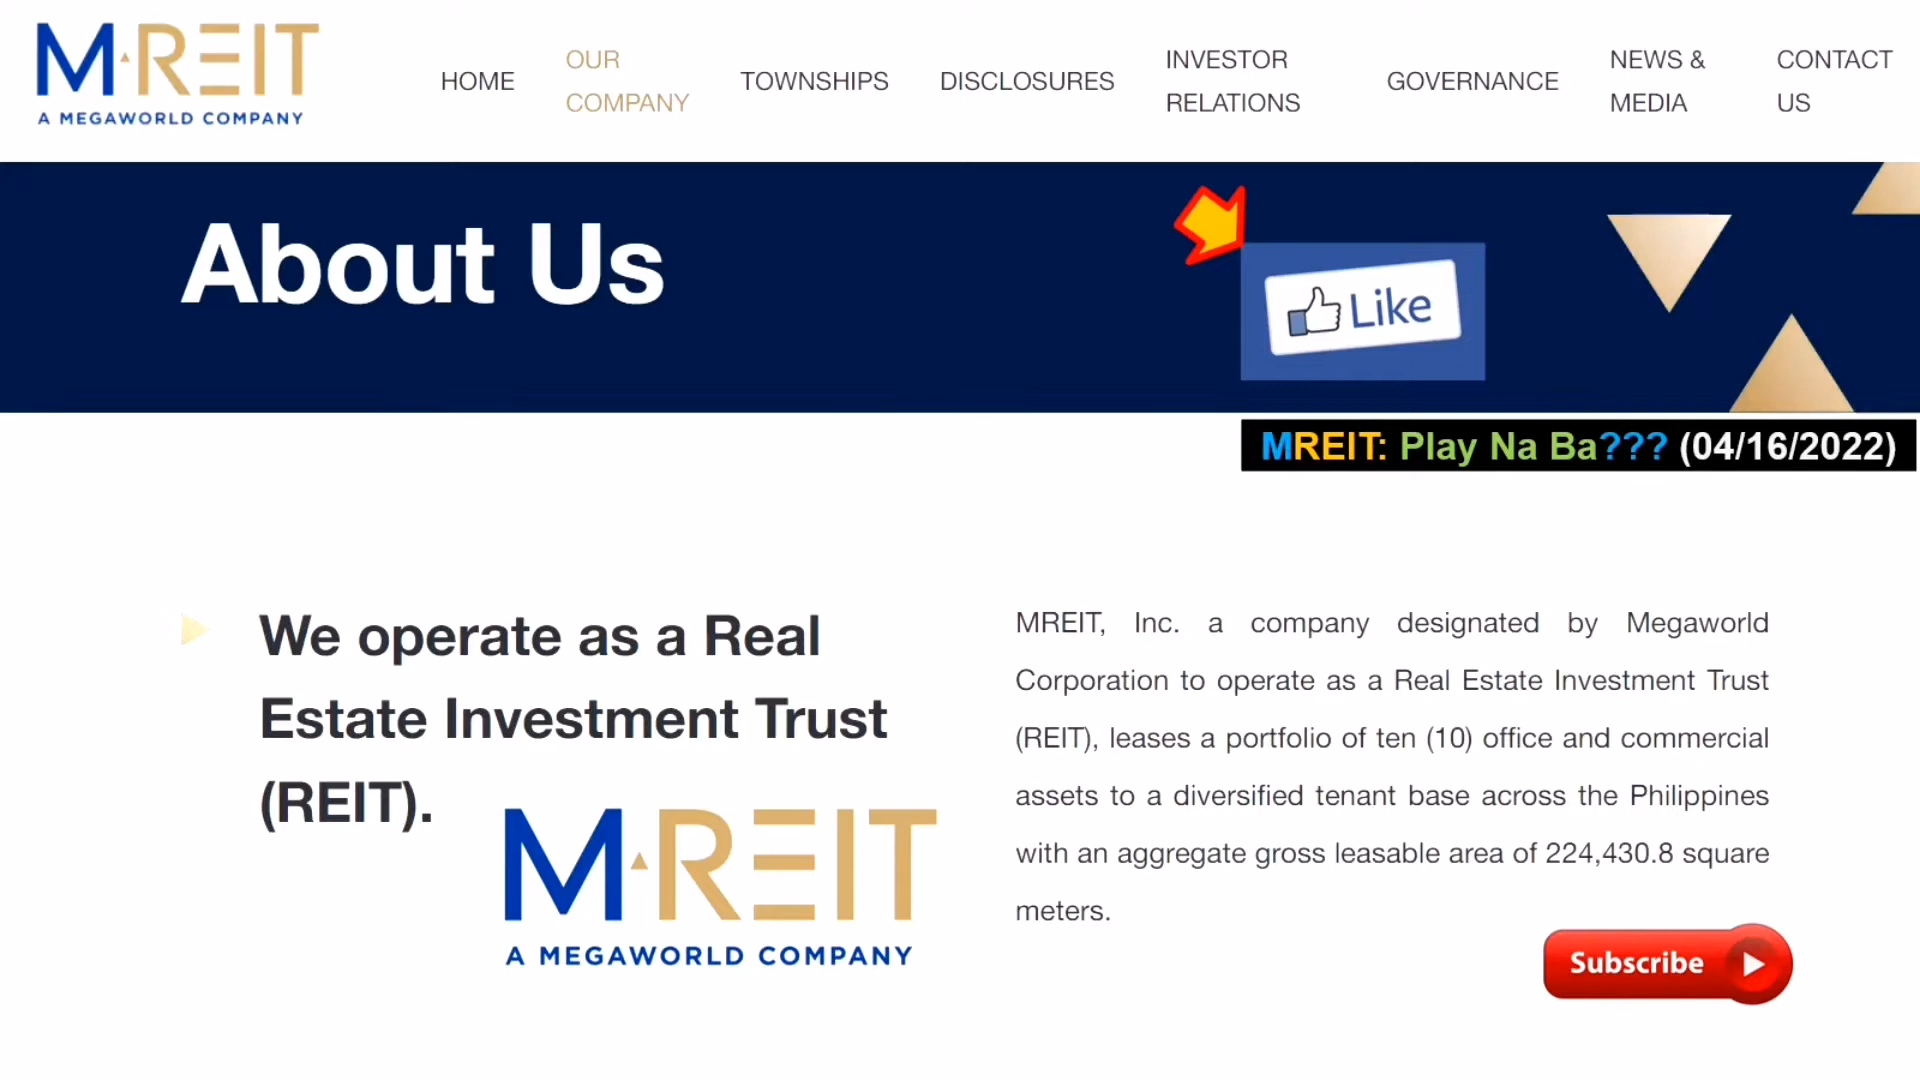 M REIT
A MEGAWORLD COMPANY
HOME
OUR
COMPANY
TOWNSHIPS
DISCLOSURES
INVESTOR
RELATIONS
GOVERNANCE
NEWS &
MEDIA
CONTACT
US
About Us
Like
MREIT: Play Na Ba??? (04/16/2022)
We operate as a Real
Estate Investment Trust
(REIT).
M REIT
A MEGAWORLD COMPANY
MREIT, Inc. a company designated by Megaworld
Corporation to operate as a Real Estate Investment Trust
(REIT), leases a portfolio of ten (10) office and commercial
assets to a diversified tenant base across the Philippines
with an aggregate gross leasable area of 224,430.8 square
meters.
Subscribe